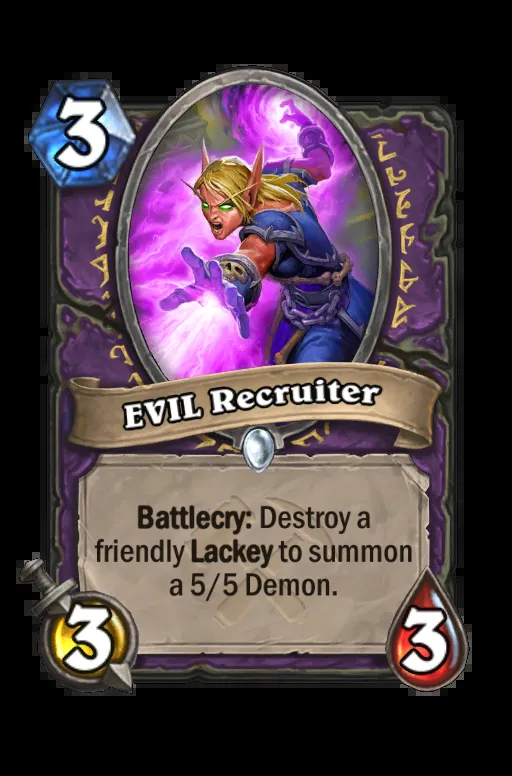 3
EVIL Recruiter
Battlecry: Destroy a
friendly Lackey to summon
a 5/5 Demon.
3
3